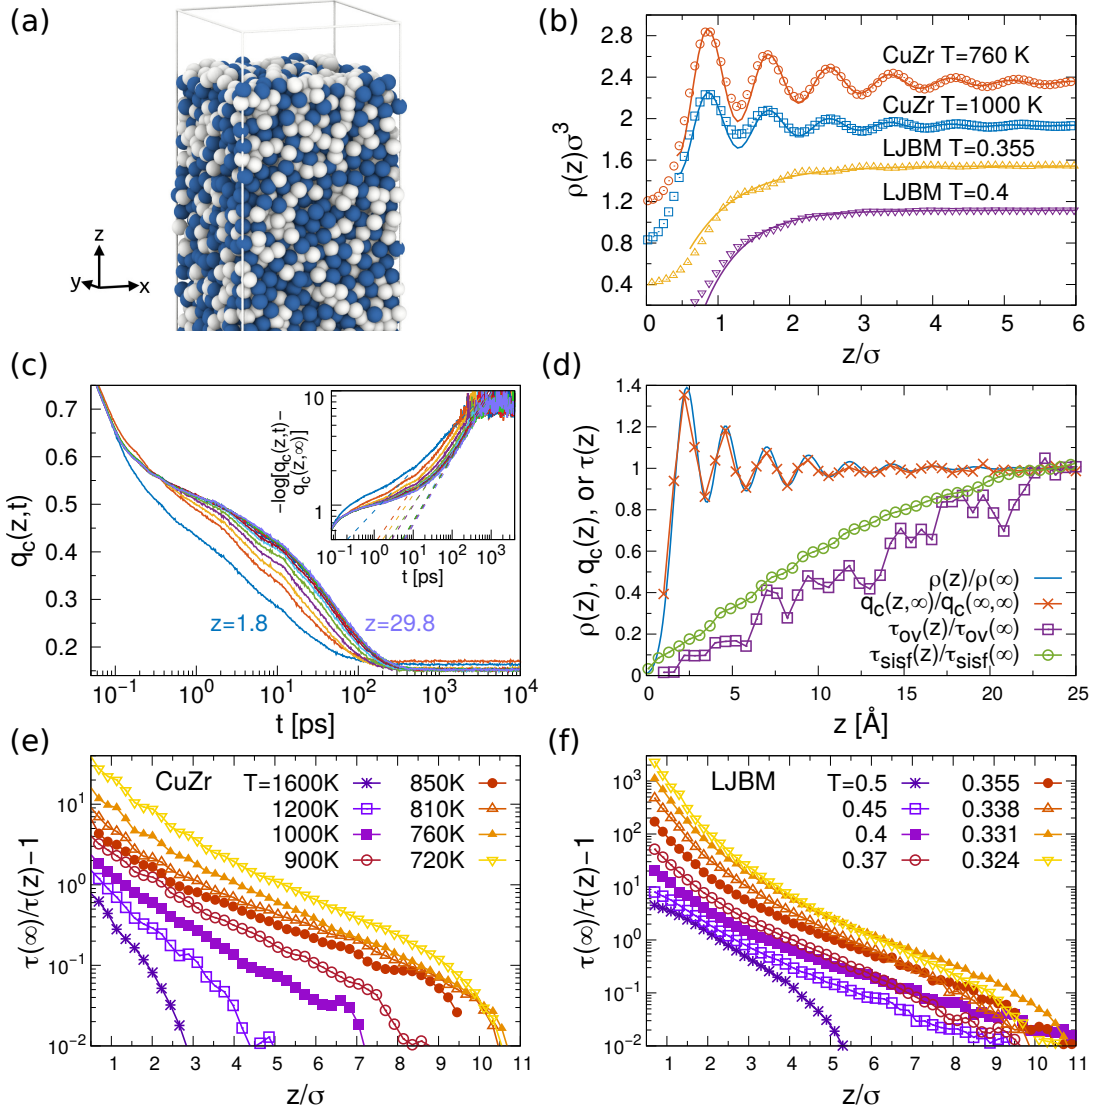 (a)
z
y
x
(b)
2.8
2.4
2
1.6
1.2
0.8
0.4
ρ(z)σ³
CuZr T=760 K
CuZr T=1000 K
LJBM T=0.355
LJBM T=0.4
0 1 2 3 4 5 6
z/σ
(c)
0.7
0.6
0.5
0.4
0.3
0.2
q_c(z,t)
z=1.8
z=29.8
10⁻¹ 10⁰ 10¹ 10² 10³ 10⁴
t [ps]
10
1
−log[q_c(z,t)−
q_c(z,∞)]
10⁻¹ 10⁰ 10¹ 10² 10³
t [ps]
(d)
1.4
1.2
1
0.8
0.6
0.4
0.2
0
ρ(z), q_c(z), or τ(z)
ρ(z)/ρ(∞)
q_c(z,∞)/q_c(∞,∞)
τ_ov(z)/τ_ov(∞)
τ_sisf(z)/τ_sisf(∞)
0 5 10 15 20 25
z [Å]
(e)
10¹
10⁰
10⁻¹
10⁻²
τ(∞)/τ(z)−1
CuZr
T=1600K
1200K
1000K
900K
850K
810K
760K
720K
1 2 3 4 5 6 7 8 9 10 11
z/σ
(f)
10³
10²
10¹
10⁰
10⁻¹
10⁻²
τ(∞)/τ(z)−1
LJBM
T=0.5
0.45
0.4
0.37
0.355
0.338
0.331
0.324
1 2 3 4 5 6 7 8 9 10 11
z/σ